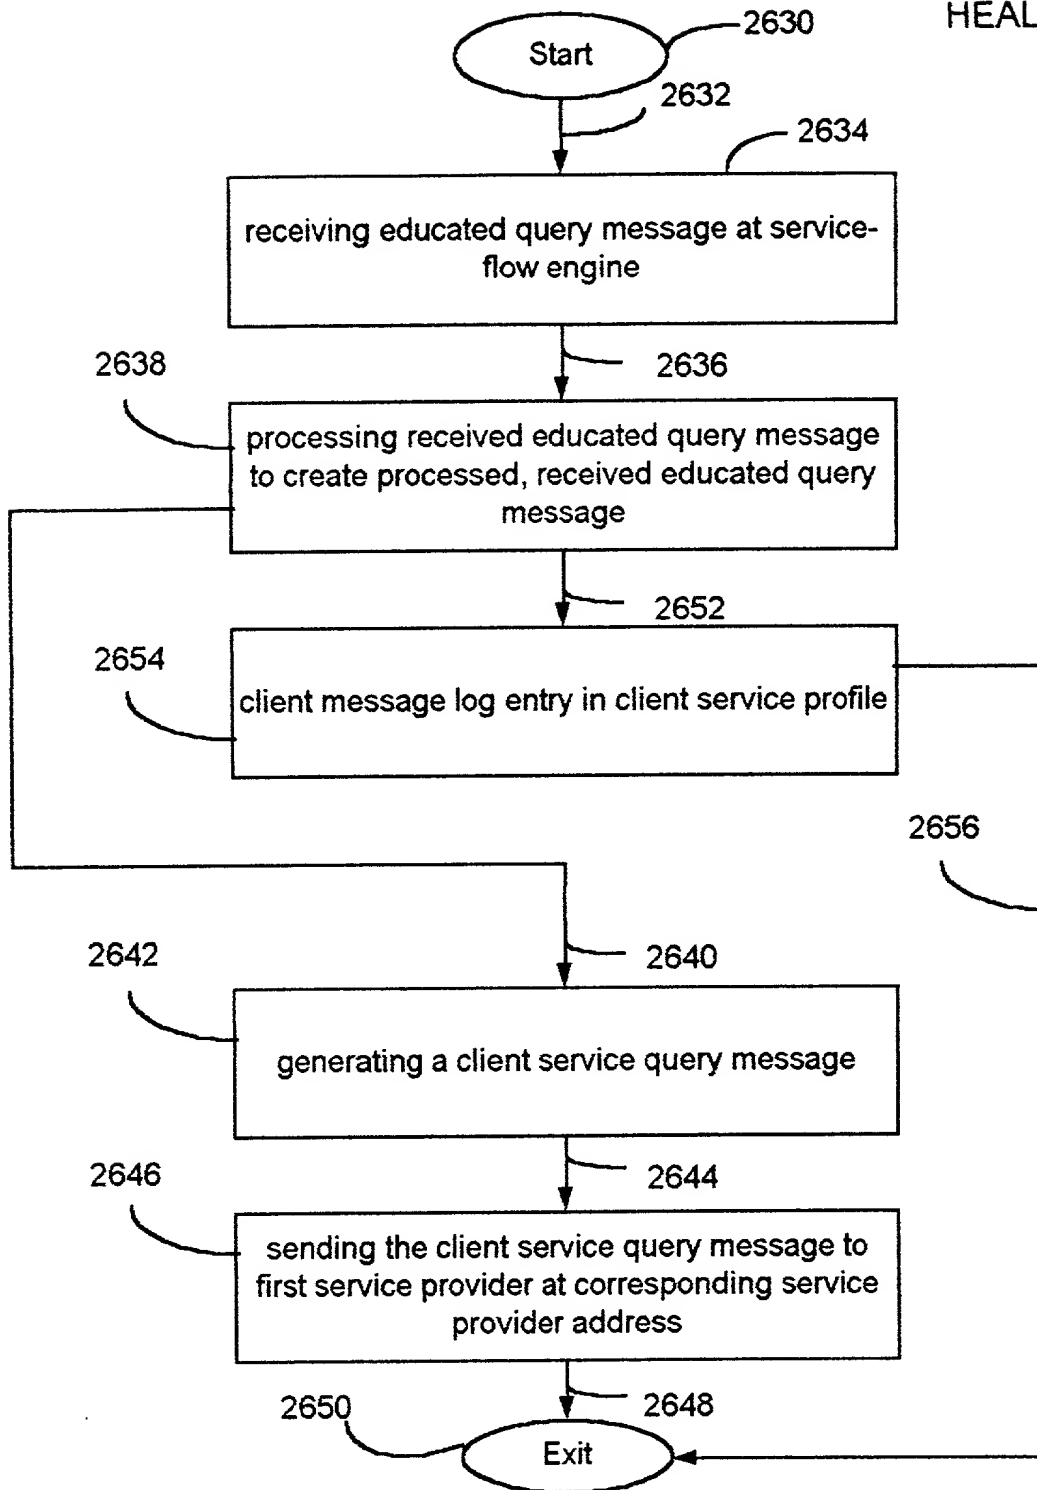 HEAL
Start
2630
2632
2634
receiving educated query message at service-
flow engine
2636
2638
processing received educated query message
to create processed, received educated query
message
2652
2654
client message log entry in client service profile
2656
2640
2642
generating a client service query message
2644
2646
sending the client service query message to
first service provider at corresponding service
provider address
2648
2650
Exit